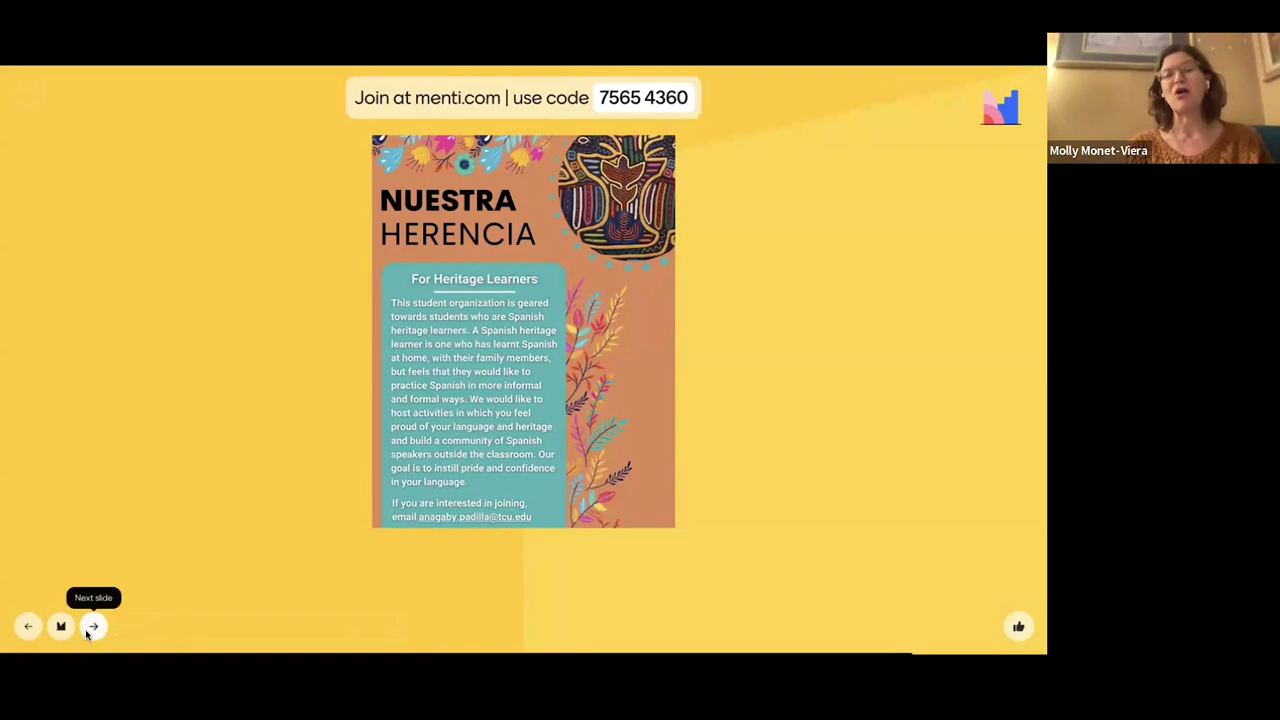 Join at menti.com | use code 7565 4360
Molly Monet-Viera
NUESTRA
HERENCIA
For Heritage Learners
This student organization is geared
towards students who are Spanish
heritage learners. A Spanish heritage
learner is one who has learnt Spanish
at home, with their family members,
but feels that they would like to
practice Spanish in more informal
and formal ways. We would like to
host activities in which you feel
proud of your language and heritage
and build a community of Spanish
speakers outside the classroom. Our
goal is to instill pride and confidence
in your language.
If you are interested in joining,
email anagaby.padilla@tcu.edu
Next slide